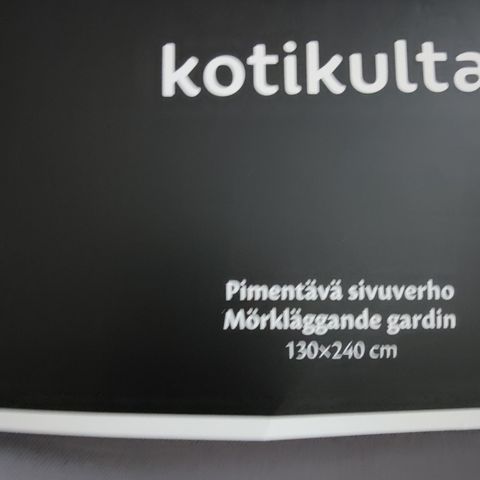 kotikulta
Pimentävä sivuverho
Mörkläggande gardin
130×240 cm